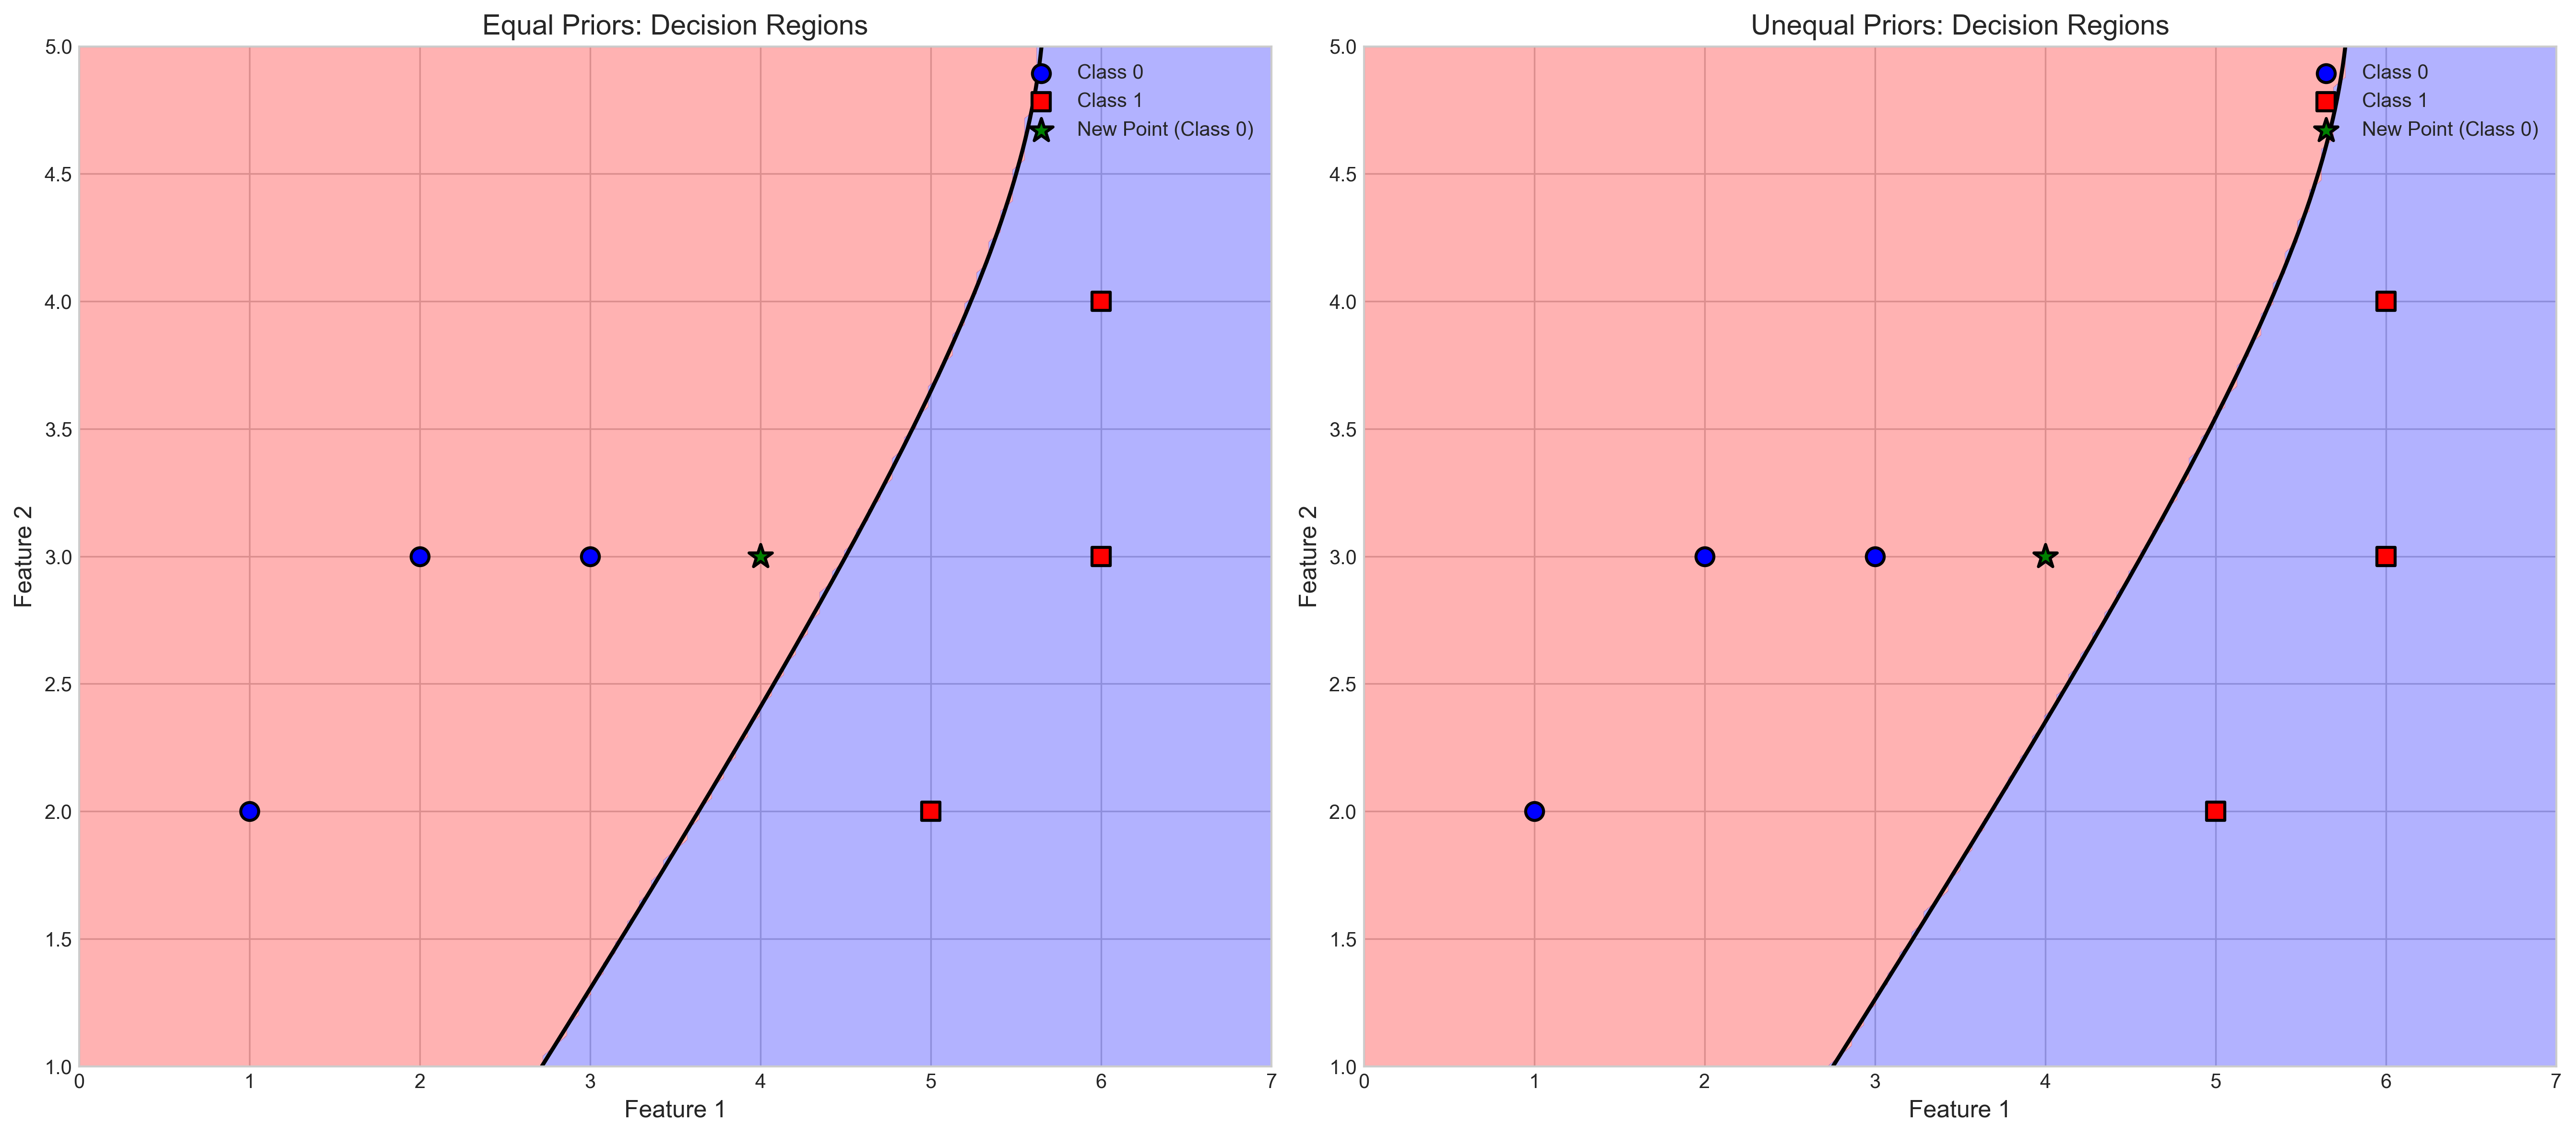 Equal Priors: Decision Regions
5.0
4.5
4.0
3.5
3.0
2.5
2.0
1.5
1.0
Feature 2
Class 0
Class 1
New Point (Class 0)
0 1 2 3 4 5 6 7
Feature 1
Unequal Priors: Decision Regions
5.0
4.5
4.0
3.5
3.0
2.5
2.0
1.5
1.0
Feature 2
Class 0
Class 1
New Point (Class 0)
0 1 2 3 4 5 6 7
Feature 1